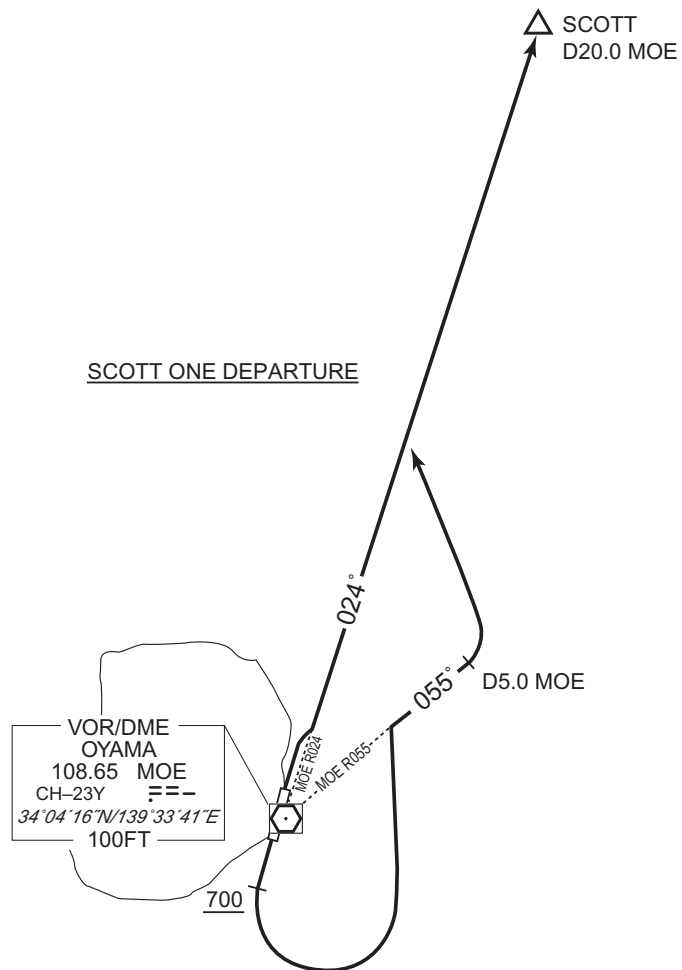 SCOTT
D20.0 MOE
SCOTT ONE DEPARTURE
024°
055°
D5.0 MOE
MOE R024
MOE R055
VOR/DME
OYAMA
108.65 MOE
CH–23Y
34°04´16˝N/139°33´41˝E
100FT
700